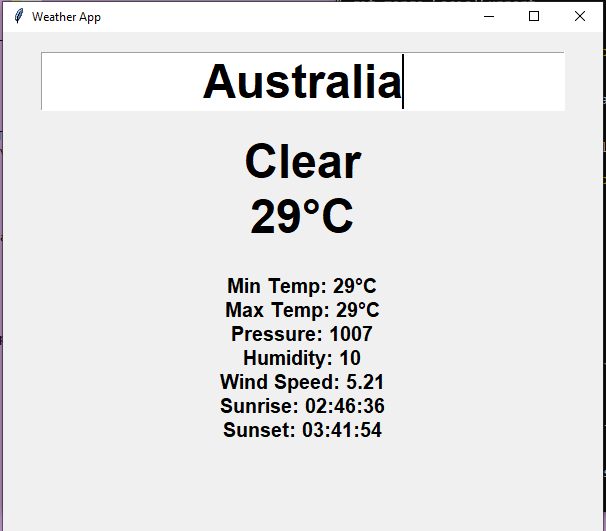 Weather App
Australia
Clear
29°C
Min Temp: 29°C
Max Temp: 29°C
Pressure: 1007
Humidity: 10
Wind Speed: 5.21
Sunrise: 02:46:36
Sunset: 03:41:54